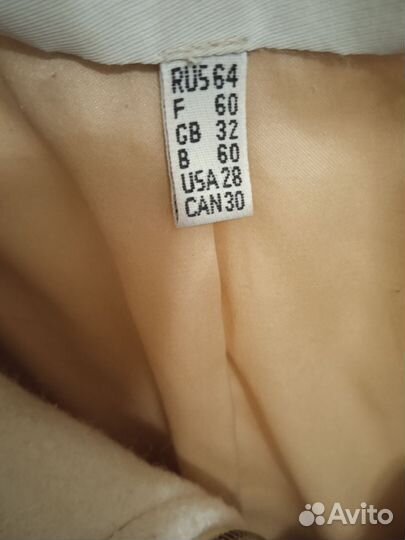 RUS 64
F 60
GB 32
B 60
USA 28
CAN 30
Avito